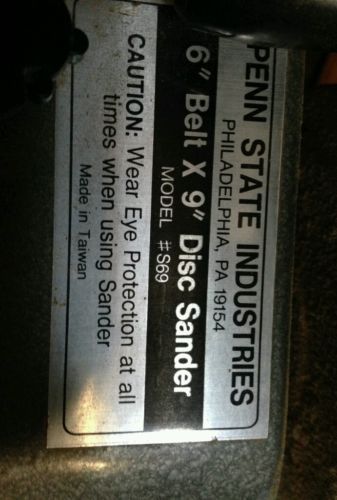 PENN STATE INDUSTRIES
PHILADELPHIA, PA 19154
6" Belt X 9" Disc Sander
MODEL #S69
CAUTION: Wear Eye Protection at all
times when using Sander
Made in Taiwan